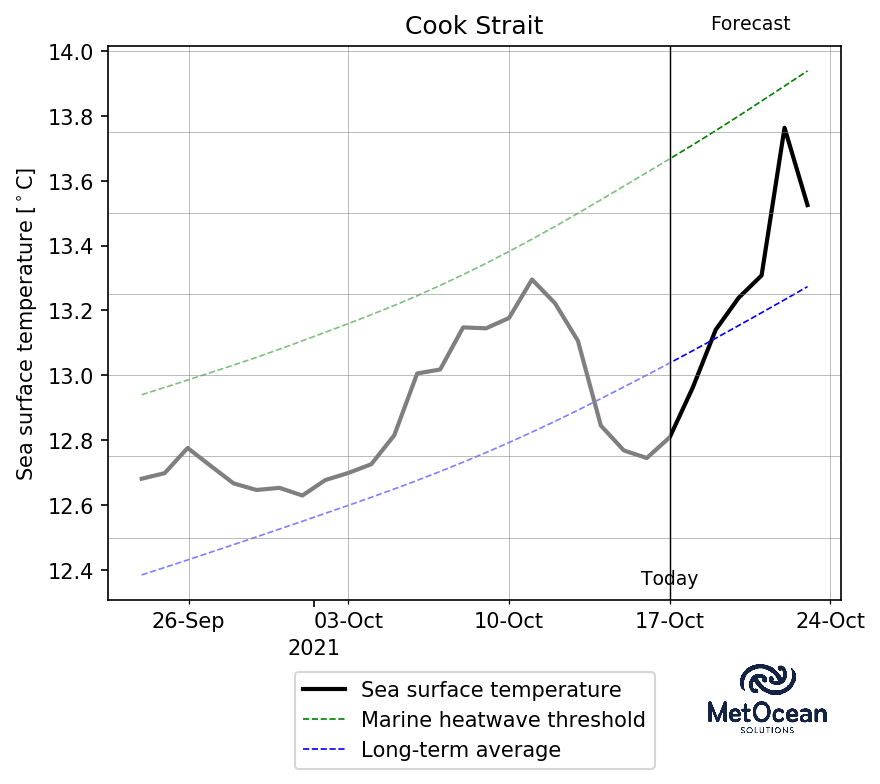 Cook Strait
Forecast
14.0
13.8
13.6
13.4
13.2
13.0
12.8
12.6
12.4
Sea surface temperature [°C]
Today
26-Sep
03-Oct
10-Oct
17-Oct
24-Oct
2021
Sea surface temperature
Marine heatwave threshold
Long-term average
MetOcean
SOLUTIONS